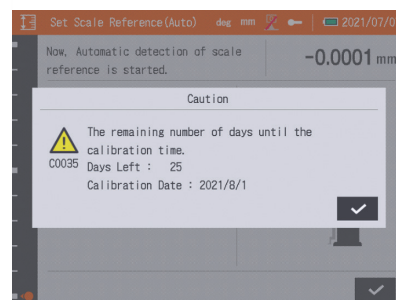 Set Scale Reference(Auto) deg mm 2021/07/0
Now, Automatic detection of scale
reference is started.
-0.0001 mm
Caution
The remaining number of days until the
calibration time.
C0035 Days Left : 25
Calibration Date : 2021/8/1